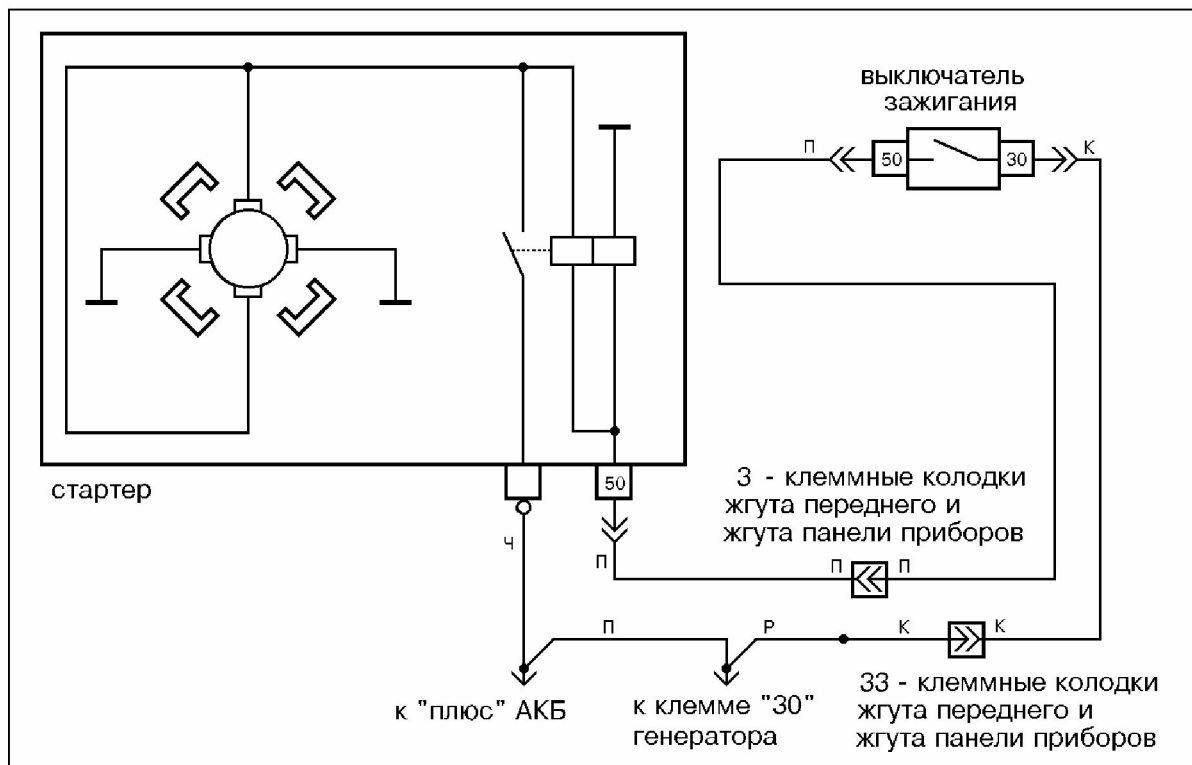 выключатель
зажигания
П
50
30
К
стартер
50
Ч
П
3 - клеммные колодки
жгута переднего и
жгута панели приборов
П
П
П
Р
К
К
к "плюс" АКБ
к клемме "30"
генератора
33 - клеммные колодки
жгута переднего и
жгута панели приборов